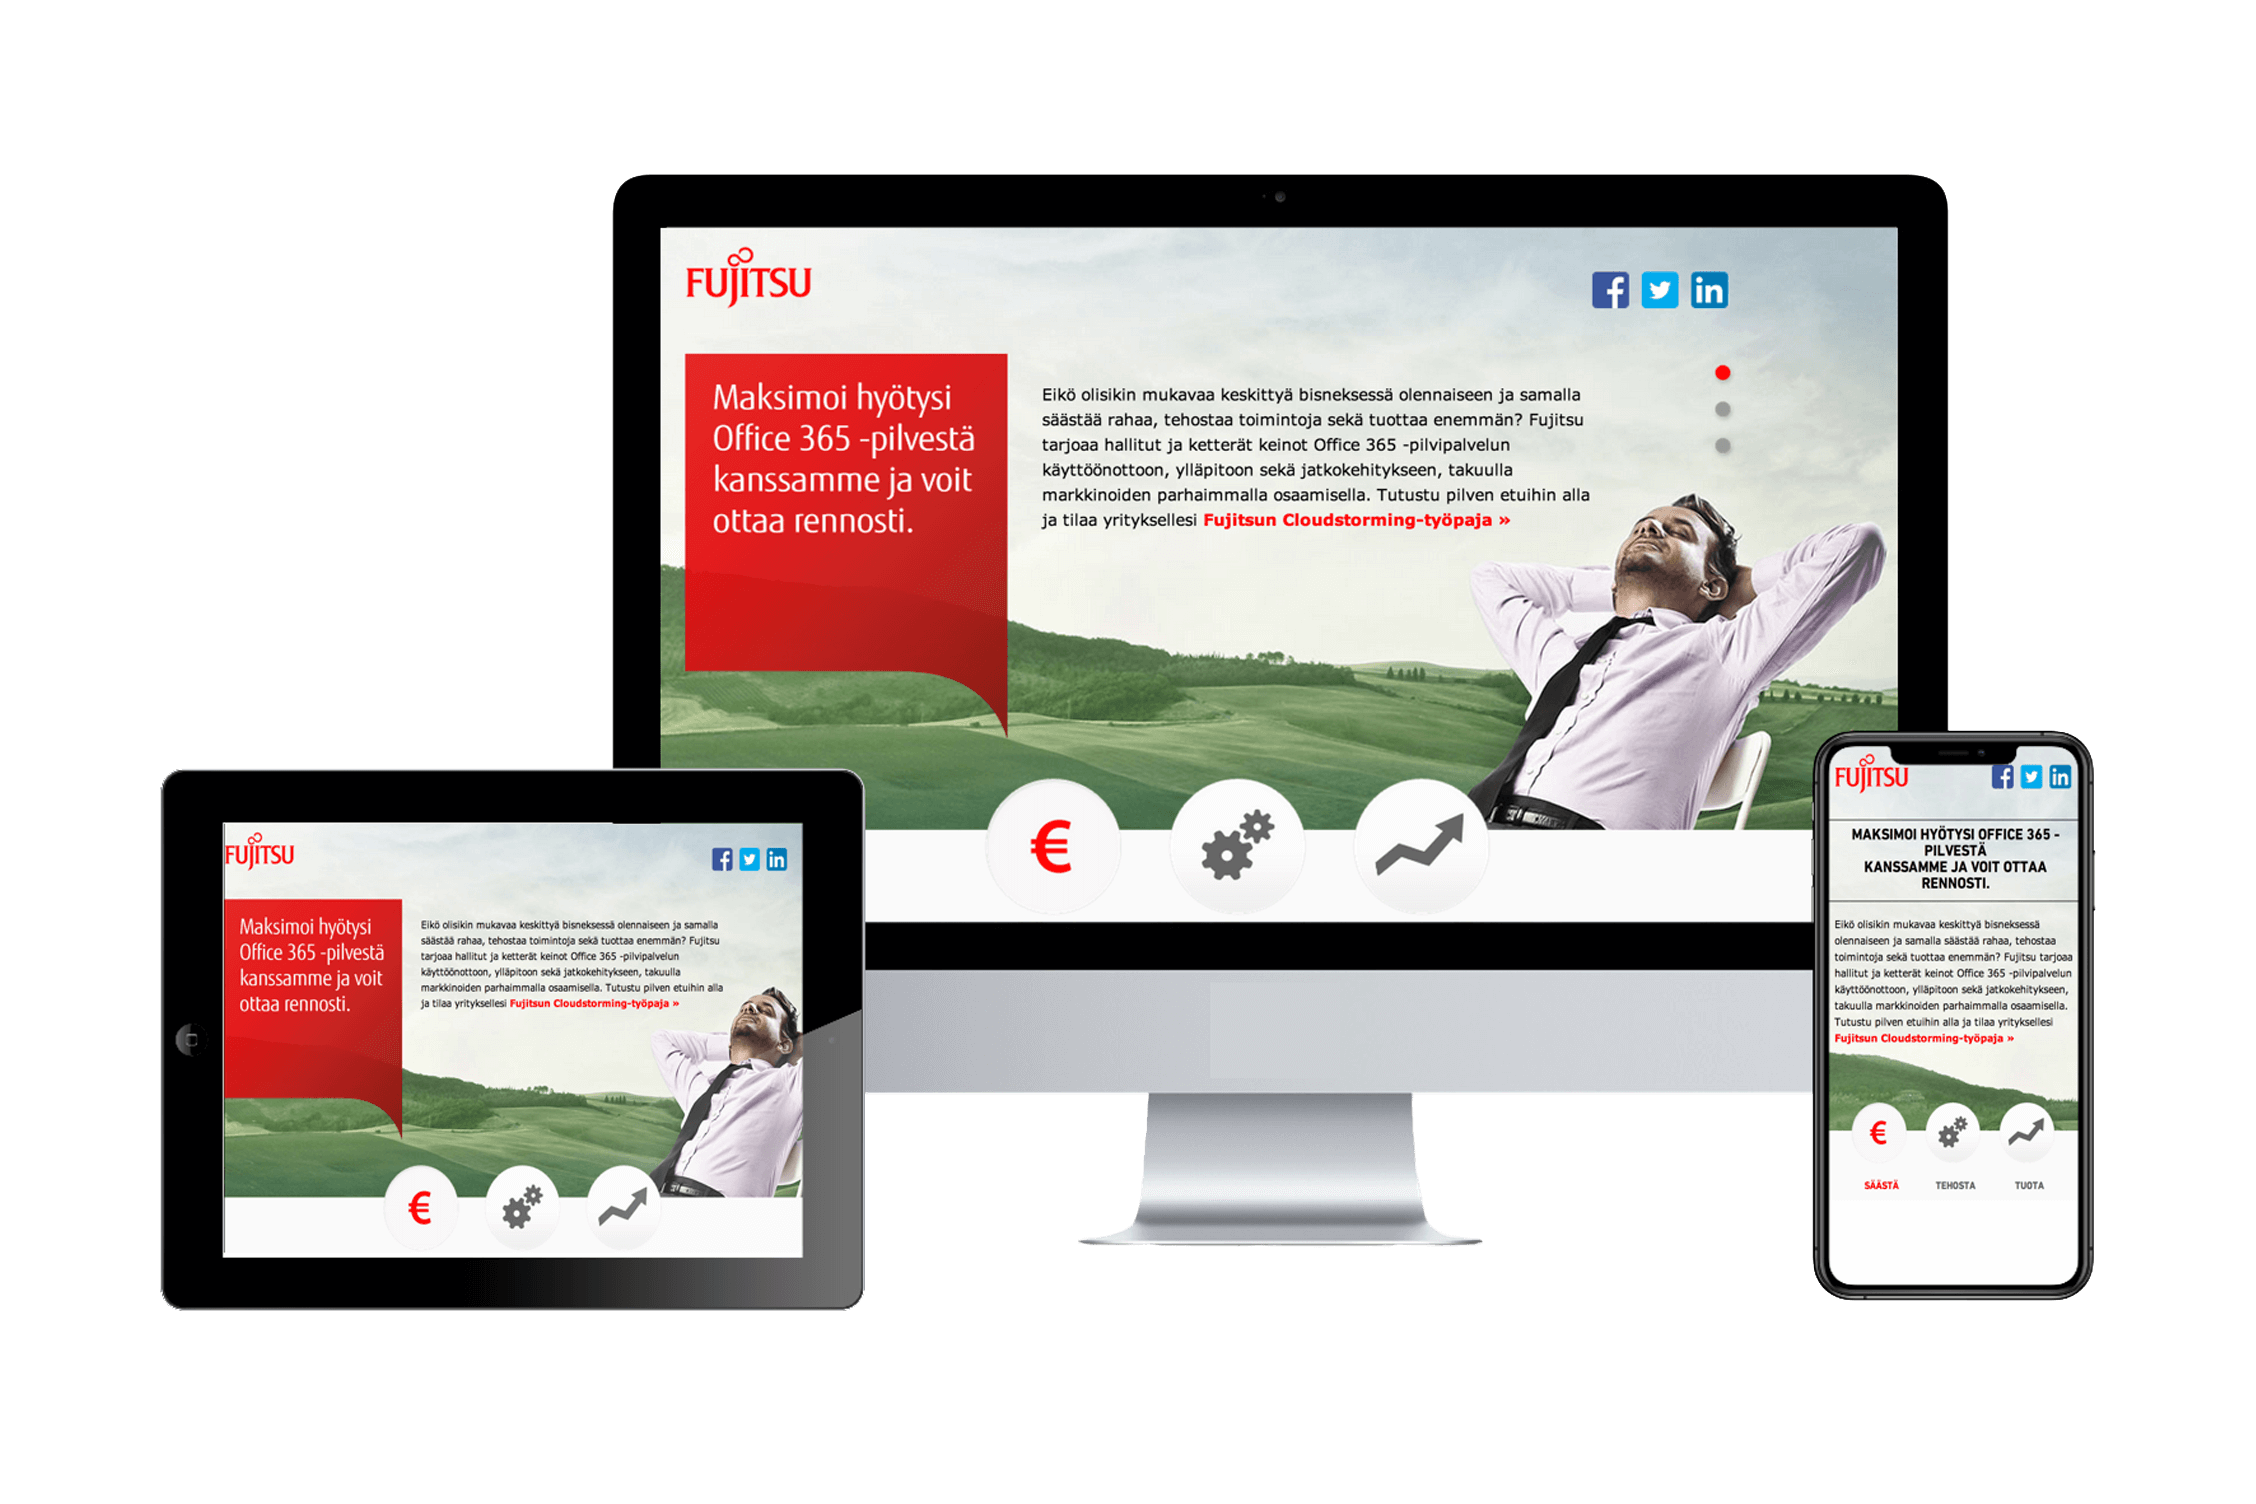 FUJITSU
Maksimoi hyötysi
Office 365 -pilvestä
kanssamme ja voit
ottaa rennosti.
Eikö olisikin mukavaa keskittyä bisneksessä olennaiseen ja samalla
säästää rahaa, tehostaa toimintoja sekä tuottaa enemmän? Fujitsu
tarjoaa hallitut ja ketterät keinot Office 365 -pilvipalvelun
käyttöönottoon, ylläpitoon sekä jatkokehitykseen, takuulla
markkinoiden parhaimmalla osaamisella. Tutustu pilven etuihin alla
ja tilaa yrityksellesi Fujitsun Cloudstorming-työpaja »
€
FUJITSU
Maksimoi hyötysi
Office 365 -pilvestä
kanssamme ja voit
ottaa rennosti.
Eikö olisikin mukavaa keskittyä bisneksessä olennaiseen ja samalla
säästää rahaa, tehostaa toimintoja sekä tuottaa enemmän? Fujitsu
tarjoaa hallitut ja ketterät keinot Office 365 -pilvipalvelun
käyttöönottoon, ylläpitoon sekä jatkokehitykseen, takuulla
markkinoiden parhaimmalla osaamisella. Tutustu pilven etuihin alla
ja tilaa yrityksellesi Fujitsun Cloudstorming-työpaja »
€
FUJITSU
MAKSIMOI HYÖTYSI OFFICE 365 -
PILVESTÄ
KANSSAMME JA VOIT OTTAA
RENNOSTI.
Eikö olisikin mukavaa keskittyä bisneksessä
olennaiseen ja samalla säästää rahaa, tehostaa
toimintoja sekä tuottaa enemmän? Fujitsu tarjoaa
hallitut ja ketterät keinot Office 365 -pilvipalvelun
käyttöönottoon, ylläpitoon sekä jatkokehitykseen,
takuulla markkinoiden parhaimmalla osaamisella.
Tutustu pilven etuihin alla ja tilaa yrityksellesi
Fujitsun Cloudstorming-työpaja »
€
SÄÄSTÄ TEHOSTA TUOTA